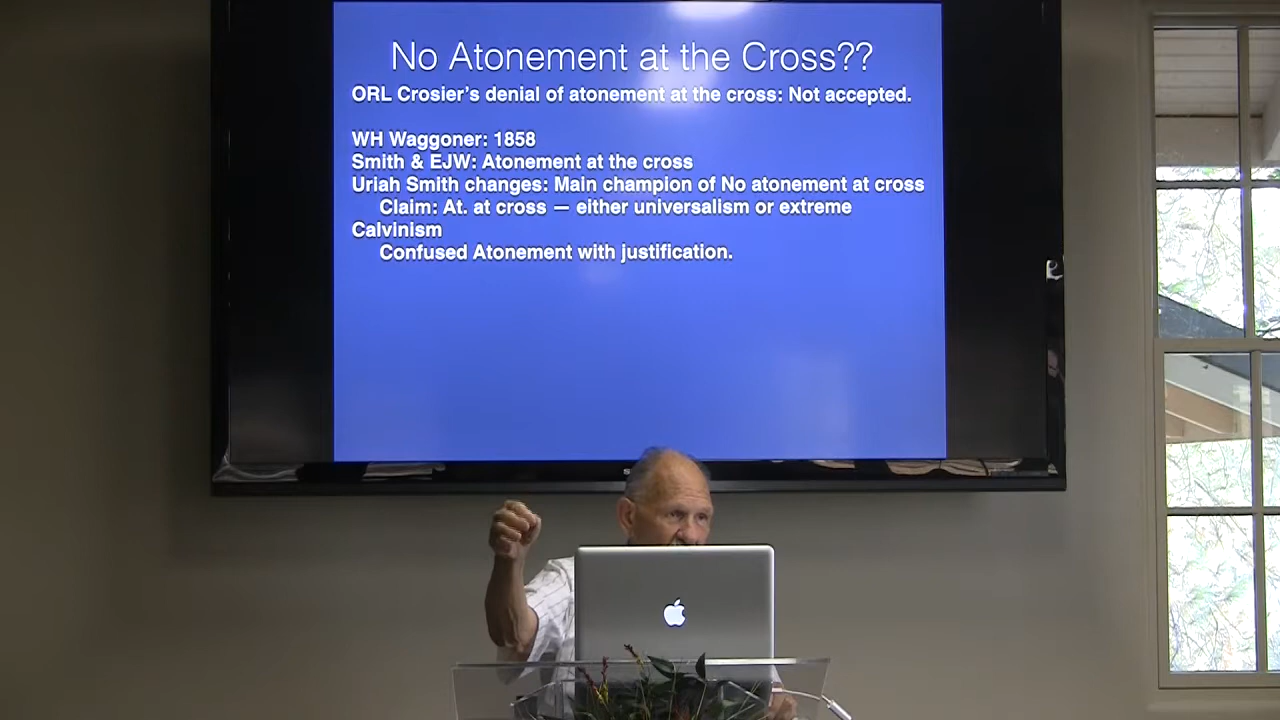 No Atonement at the Cross??
ORL Crosier's denial of atonement at the cross: Not accepted.
WH Waggoner: 1858
Smith & EJW: Atonement at the cross
Uriah Smith changes: Main champion of No atonement at cross
Claim: At. at cross — either universalism or extreme
Calvinism
Confused Atonement with justification.